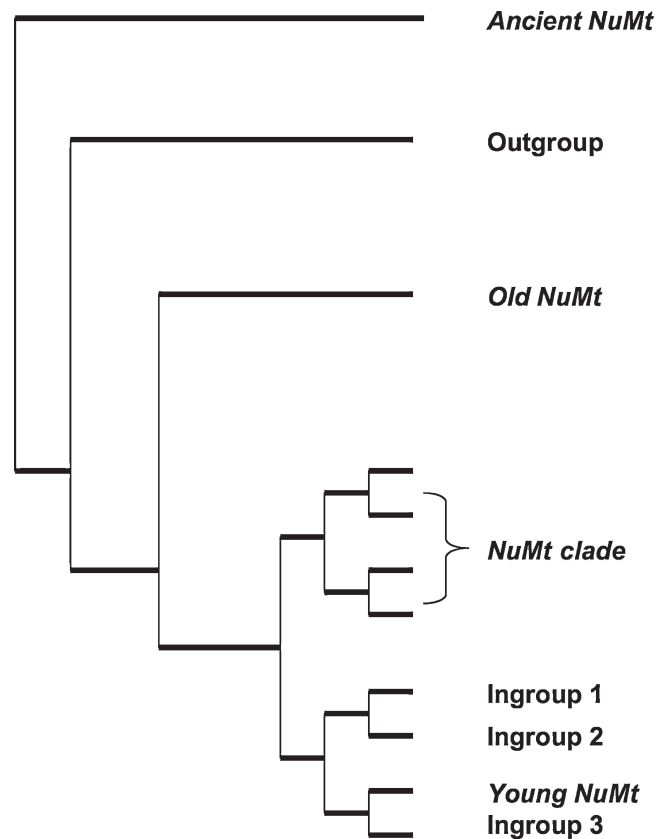 Ancient NuMt
Outgroup
Old NuMt
NuMt clade
Ingroup 1
Ingroup 2
Young NuMt
Ingroup 3